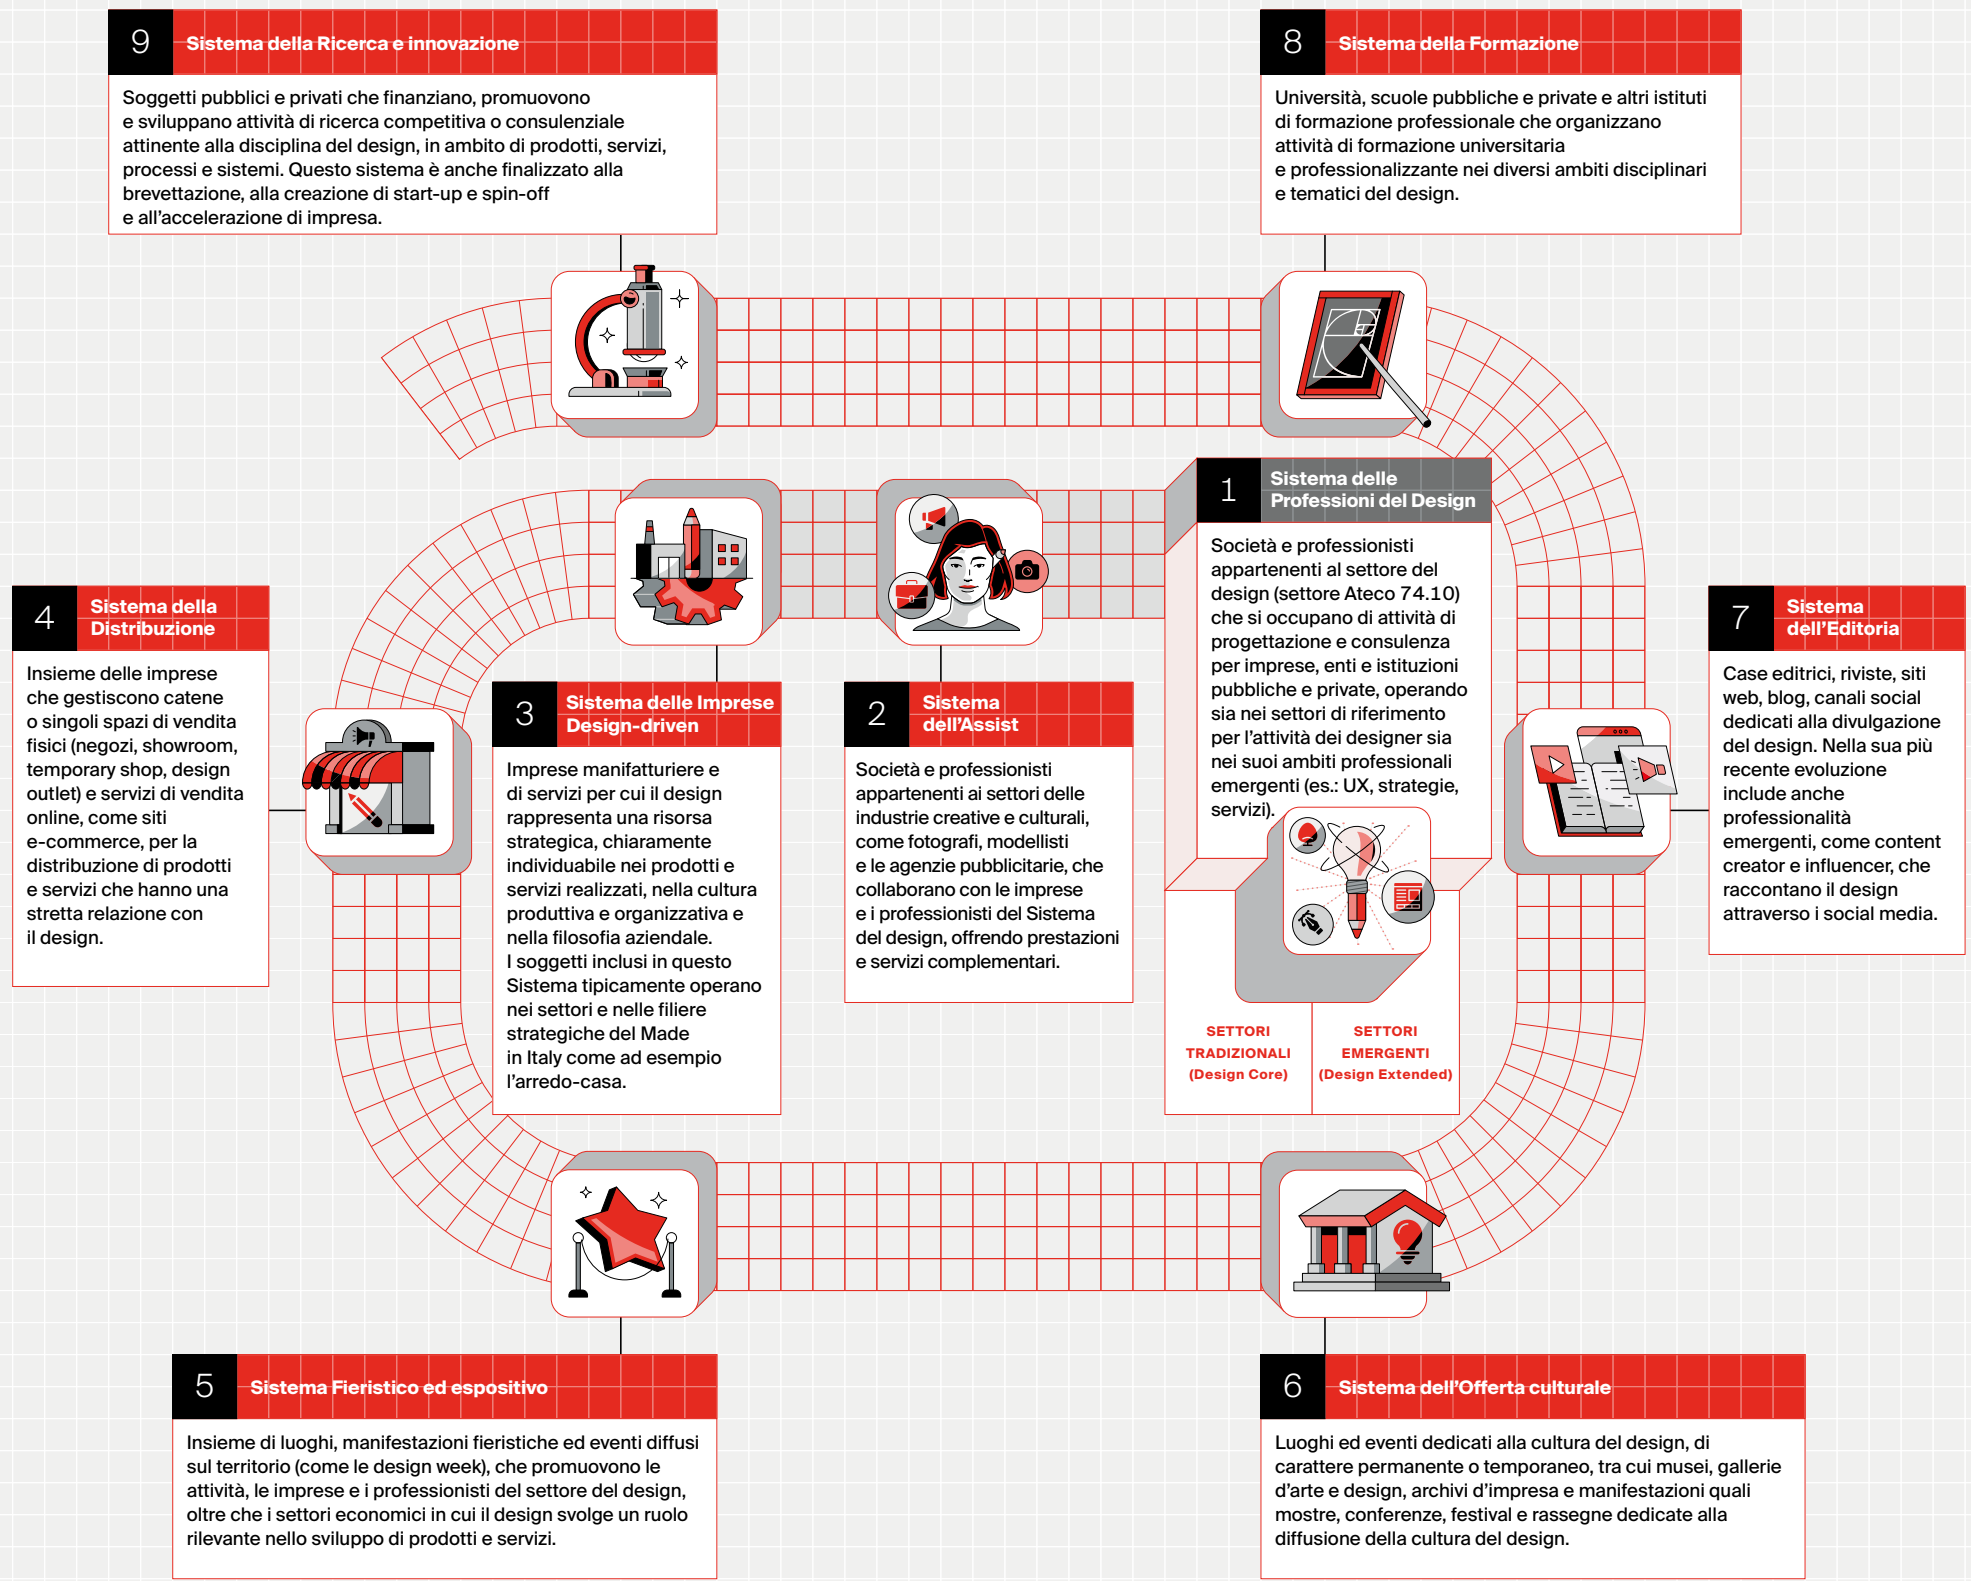 9
Sistema della Ricerca e innovazione
Soggetti pubblici e privati che finanziano, promuovono
e sviluppano attività di ricerca competitiva o consulenziale
attinente alla disciplina del design, in ambito di prodotti, servizi,
processi e sistemi. Questo sistema è anche finalizzato alla
brevettazione, alla creazione di start-up e spin-off
e all’accelerazione di impresa.
8
Sistema della Formazione
Università, scuole pubbliche e private e altri istituti
di formazione professionale che organizzano
attività di formazione universitaria
e professionalizzante nei diversi ambiti disciplinari
e tematici del design.
1
Sistema delle
Professioni del Design
Società e professionisti
appartenenti al settore del
design (settore Ateco 74.10)
che si occupano di attività di
progettazione e consulenza
per imprese, enti e istituzioni
pubbliche e private, operando
sia nei settori di riferimento
per l’attività dei designer sia
nei suoi ambiti professionali
emergenti (es.: UX, strategie,
servizi).
SETTORI
TRADIZIONALI
(Design Core)
SETTORI
EMERGENTI
(Design Extended)
2
Sistema
dell’Assist
Società e professionisti
appartenenti ai settori delle
industrie creative e culturali,
come fotografi, modellisti
e le agenzie pubblicitarie, che
collaborano con le imprese
e i professionisti del Sistema
del design, offrendo prestazioni
e servizi complementari.
3
Sistema delle Imprese
Design-driven
Imprese manifatturiere e
di servizi per cui il design
rappresenta una risorsa
strategica, chiaramente
individuabile nei prodotti e
servizi realizzati, nella cultura
produttiva e organizzativa e
nella filosofia aziendale.
I soggetti inclusi in questo
Sistema tipicamente operano
nei settori e nelle filiere
strategiche del Made
in Italy come ad esempio
l’arredo-casa.
4
Sistema della
Distribuzione
Insieme delle imprese
che gestiscono catene
o singoli spazi di vendita
fisici (negozi, showroom,
temporary shop, design
outlet) e servizi di vendita
online, come siti
e-commerce, per la
distribuzione di prodotti
e servizi che hanno una
stretta relazione con
il design.
7
Sistema
dell’Editoria
Case editrici, riviste, siti
web, blog, canali social
dedicati alla divulgazione
del design. Nella sua più
recente evoluzione
include anche
professionalità
emergenti, come content
creator e influencer, che
raccontano il design
attraverso i social media.
5
Sistema Fieristico ed espositivo
Insieme di luoghi, manifestazioni fieristiche ed eventi diffusi
sul territorio (come le design week), che promuovono le
attività, le imprese e i professionisti del settore del design,
oltre che i settori economici in cui il design svolge un ruolo
rilevante nello sviluppo di prodotti e servizi.
6
Sistema dell’Offerta culturale
Luoghi ed eventi dedicati alla cultura del design, di
carattere permanente o temporaneo, tra cui musei, gallerie
d’arte e design, archivi d’impresa e manifestazioni quali
mostre, conferenze, festival e rassegne dedicate alla
diffusione della cultura del design.